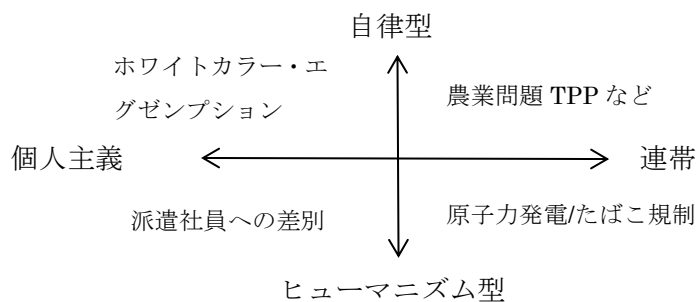 自律型
ホワイトカラー・エ
グゼンプション
農業問題 TPP など
個人主義
連帯
派遣社員への差別
原子力発電/たばこ規制
ヒューマニズム型